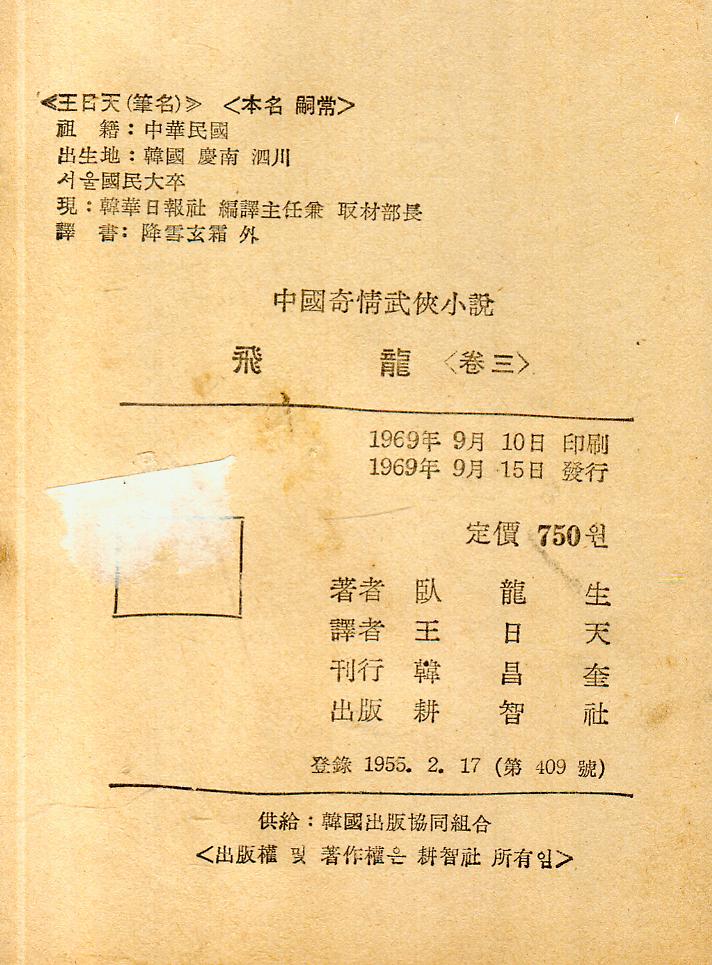 ≪王日天(筆名)≫ <本名 嗣常>
祖 籍：中華民國
出生地：韓國 慶南 泗川
서울國民大卒
現：韓華日報社 編譯主任兼 取材部長
譯 書：降雪玄霜 外
中國奇情武俠小說
飛 龍 〈卷三〉
1969年 9月 10日 印刷
1969年 9月 15日 發行
定價 750원
著者 臥 龍 生
譯者 王 日 天
刊行 韓 昌 奎
出版 耕 智 社
登錄 1955. 2. 17 (第 409 號)
供給：韓國出版協同組合
<出版權 및 著作權은 耕智社 所有임>